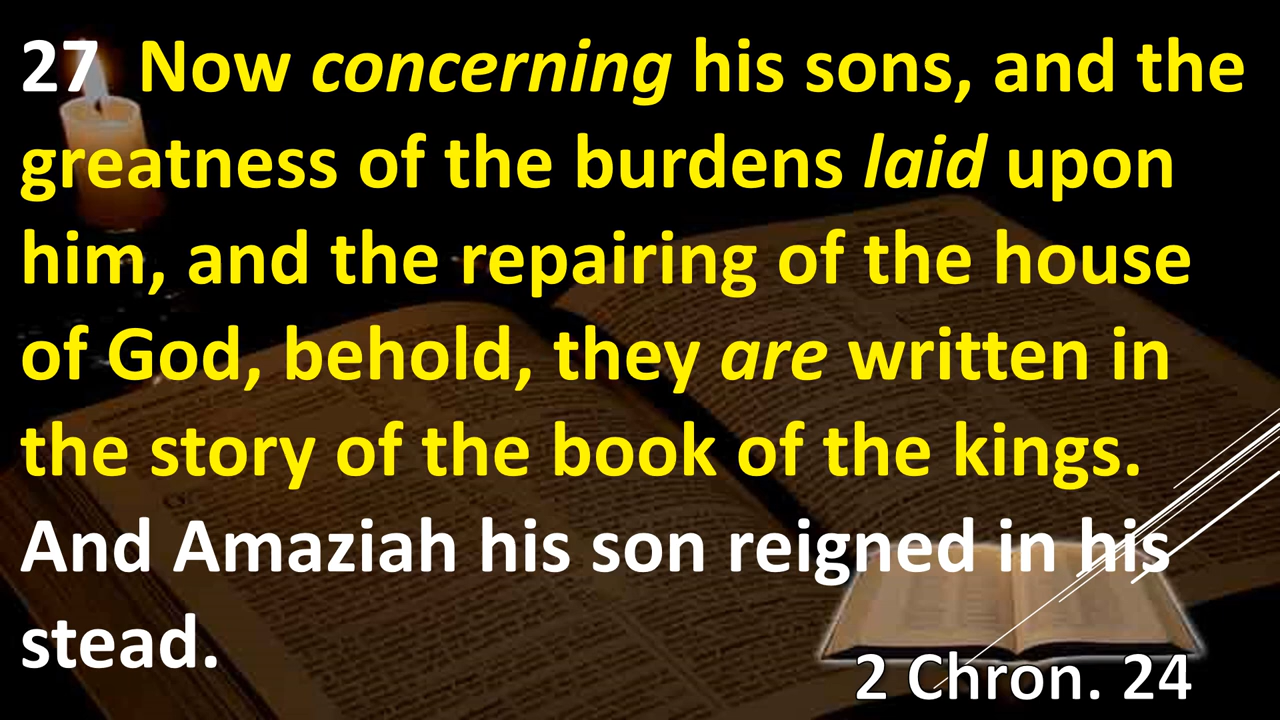 27 Now concerning his sons, and the
greatness of the burdens laid upon
him, and the repairing of the house
of God, behold, they are written in
the story of the book of the kings.
And Amaziah his son reigned in his
stead.
2 Chron. 24